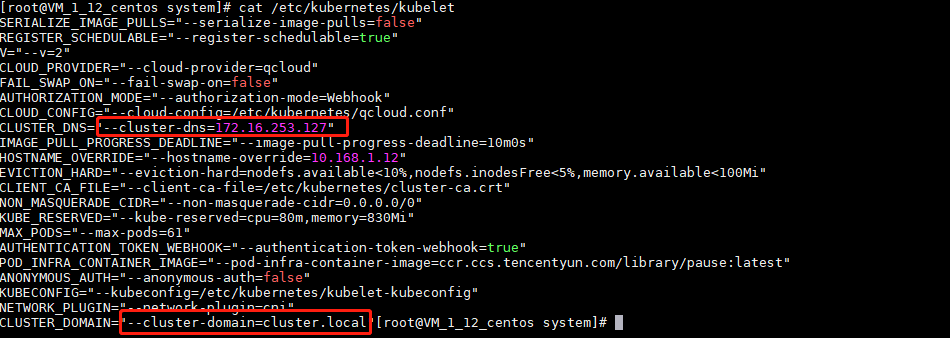 [root@VM_1_12_centos system]# cat /etc/kubernetes/kubelet
SERIALIZE_IMAGE_PULLS="--serialize-image-pulls=false"
REGISTER_SCHEDULABLE="--register-schedulable=true"
V="--v=2"
CLOUD_PROVIDER="--cloud-provider=qcloud"
FAIL_SWAP_ON="--fail-swap-on=false"
AUTHORIZATION_MODE="--authorization-mode=Webhook"
CLOUD_CONFIG="--cloud-config=/etc/kubernetes/qcloud.conf"
CLUSTER_DNS="--cluster-dns=172.16.253.127"
IMAGE_PULL_PROGRESS_DEADLINE="--image-pull-progress-deadline=10m0s"
HOSTNAME_OVERRIDE="--hostname-override=10.168.1.12"
EVICTION_HARD="--eviction-hard=nodefs.available<10%,nodefs.inodesFree<5%,memory.available<100Mi"
CLIENT_CA_FILE="--client-ca-file=/etc/kubernetes/cluster-ca.crt"
NON_MASQUERADE_CIDR="--non-masquerade-cidr=0.0.0.0/0"
KUBE_RESERVED="--kube-reserved=cpu=80m,memory=830Mi"
MAX_PODS="--max-pods=61"
AUTHENTICATION_TOKEN_WEBHOOK="--authentication-token-webhook=true"
POD_INFRA_CONTAINER_IMAGE="--pod-infra-container-image=ccr.ccs.tencentyun.com/library/pause:latest"
ANONYMOUS_AUTH="--anonymous-auth=false"
KUBECONFIG="--kubeconfig=/etc/kubernetes/kubelet-kubeconfig"
NETWORK_PLUGIN="--network-plugin=cni"
CLUSTER_DOMAIN="--cluster-domain=cluster.local"[root@VM_1_12_centos system]#